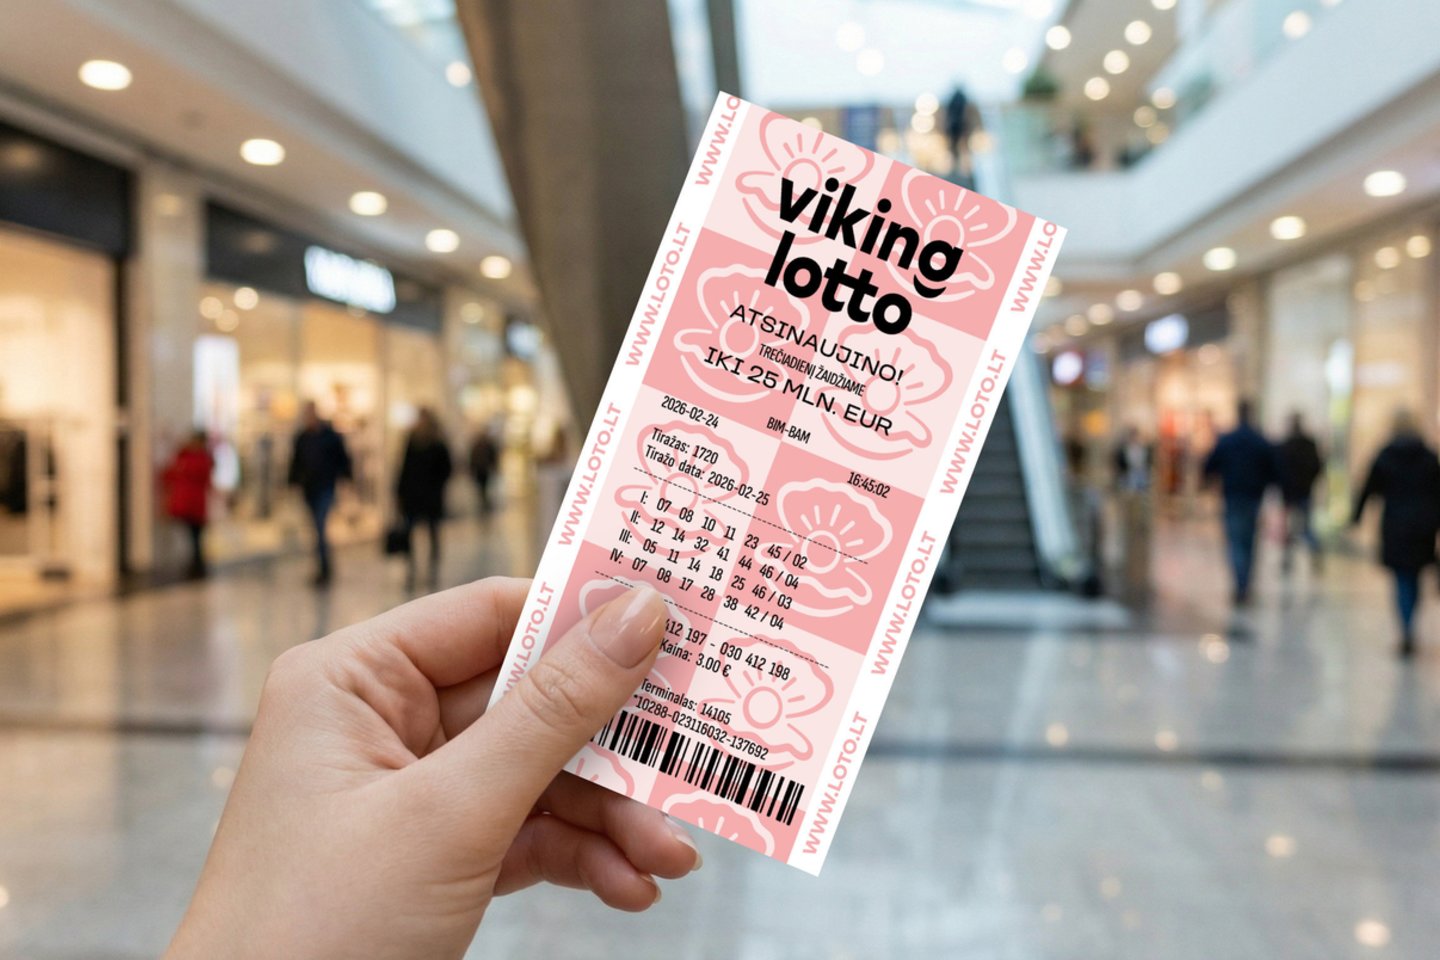 viking
lotto
ATSINAUJINO!
TREČIADIENĮ ŽAIDŽIAME
IKI 25 MLN. EUR
2026-02-24 BIM-BAM 16:45:02
Tiražas: 1720
Tiražo data: 2026-02-25
I: 07 08 10 11 23 45 / 02
II: 12 14 32 41 44 46 / 04
III: 05 11 14 18 25 46 / 03
IV: 07 08 17 28 38 42 / 04
412 197 - 030 412 198
Kaina: 3.00 €
Terminalas: 14105
10288-023116032-137692
WWW.LO
WWW.LOTO.LT
WWW.LOTO.LT
WWW.LOTO.LT
WW.LO
WWW.LOTO.LT
WWW.LOTO.LT
WWW.LOTO.LT